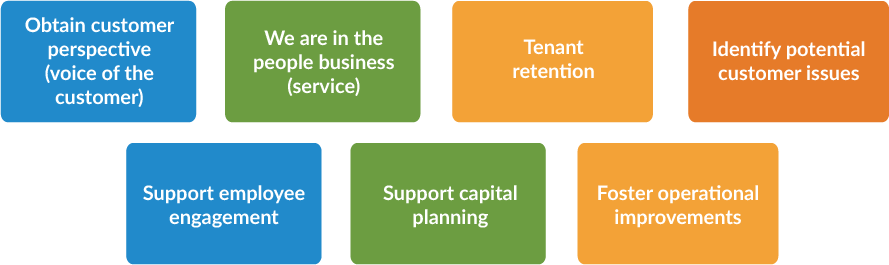 Obtain customer
perspective
(voice of the
customer)
We are in the
people business
(service)
Tenant
retention
Identify potential
customer issues
Support employee
engagement
Support capital
planning
Foster operational
improvements